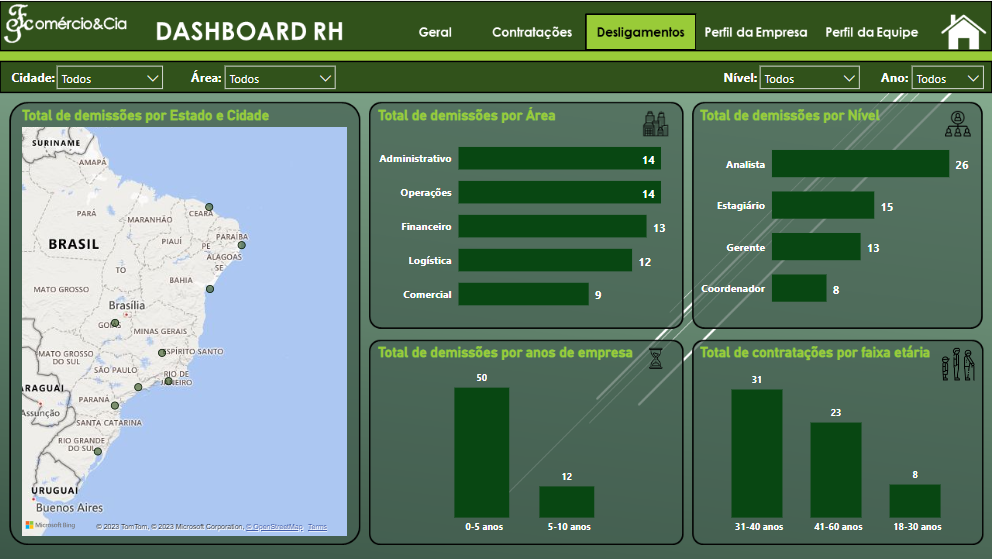 Comércio&Cia
DASHBOARD RH
Geral
Contratações
Desligamentos
Perfil da Empresa
Perfil da Equipe
Cidade: Todos
Área: Todos
Nível: Todos
Ano: Todos
Total de demissões por Estado e Cidade
SURINAME
AMAPÁ
PARÁ
MARANHÃO
CEARÁ
PIAUÍ
PARAÍBA
PE
ALAGOAS
SE
BRASIL
TO
BAHIA
MATO GROSSO
Brasília
MINAS GERAIS
MATO GROSSO
DO SUL
ESPÍRITO SANTO
SÃO PAULO
RIO DE
JANEIRO
ARAGUAI
PARANÁ
Assunção
SANTA CATARINA
RIO GRANDE
DO SUL
URUGUAI
Buenos Aires
Microsoft Bing
© 2023 TomTom, © 2023 Microsoft Corporation, © OpenStreetMap Terms
Total de demissões por Área
Administrativo 14
Operações 14
Financeiro 13
Logística 12
Comercial 9
Total de demissões por Nível
Analista 26
Estagiário 15
Gerente 13
Coordenador 8
Total de demissões por anos de empresa
50
12
0-5 anos
5-10 anos
Total de contratações por faixa etária
31
23
8
31-40 anos
41-60 anos
18-30 anos